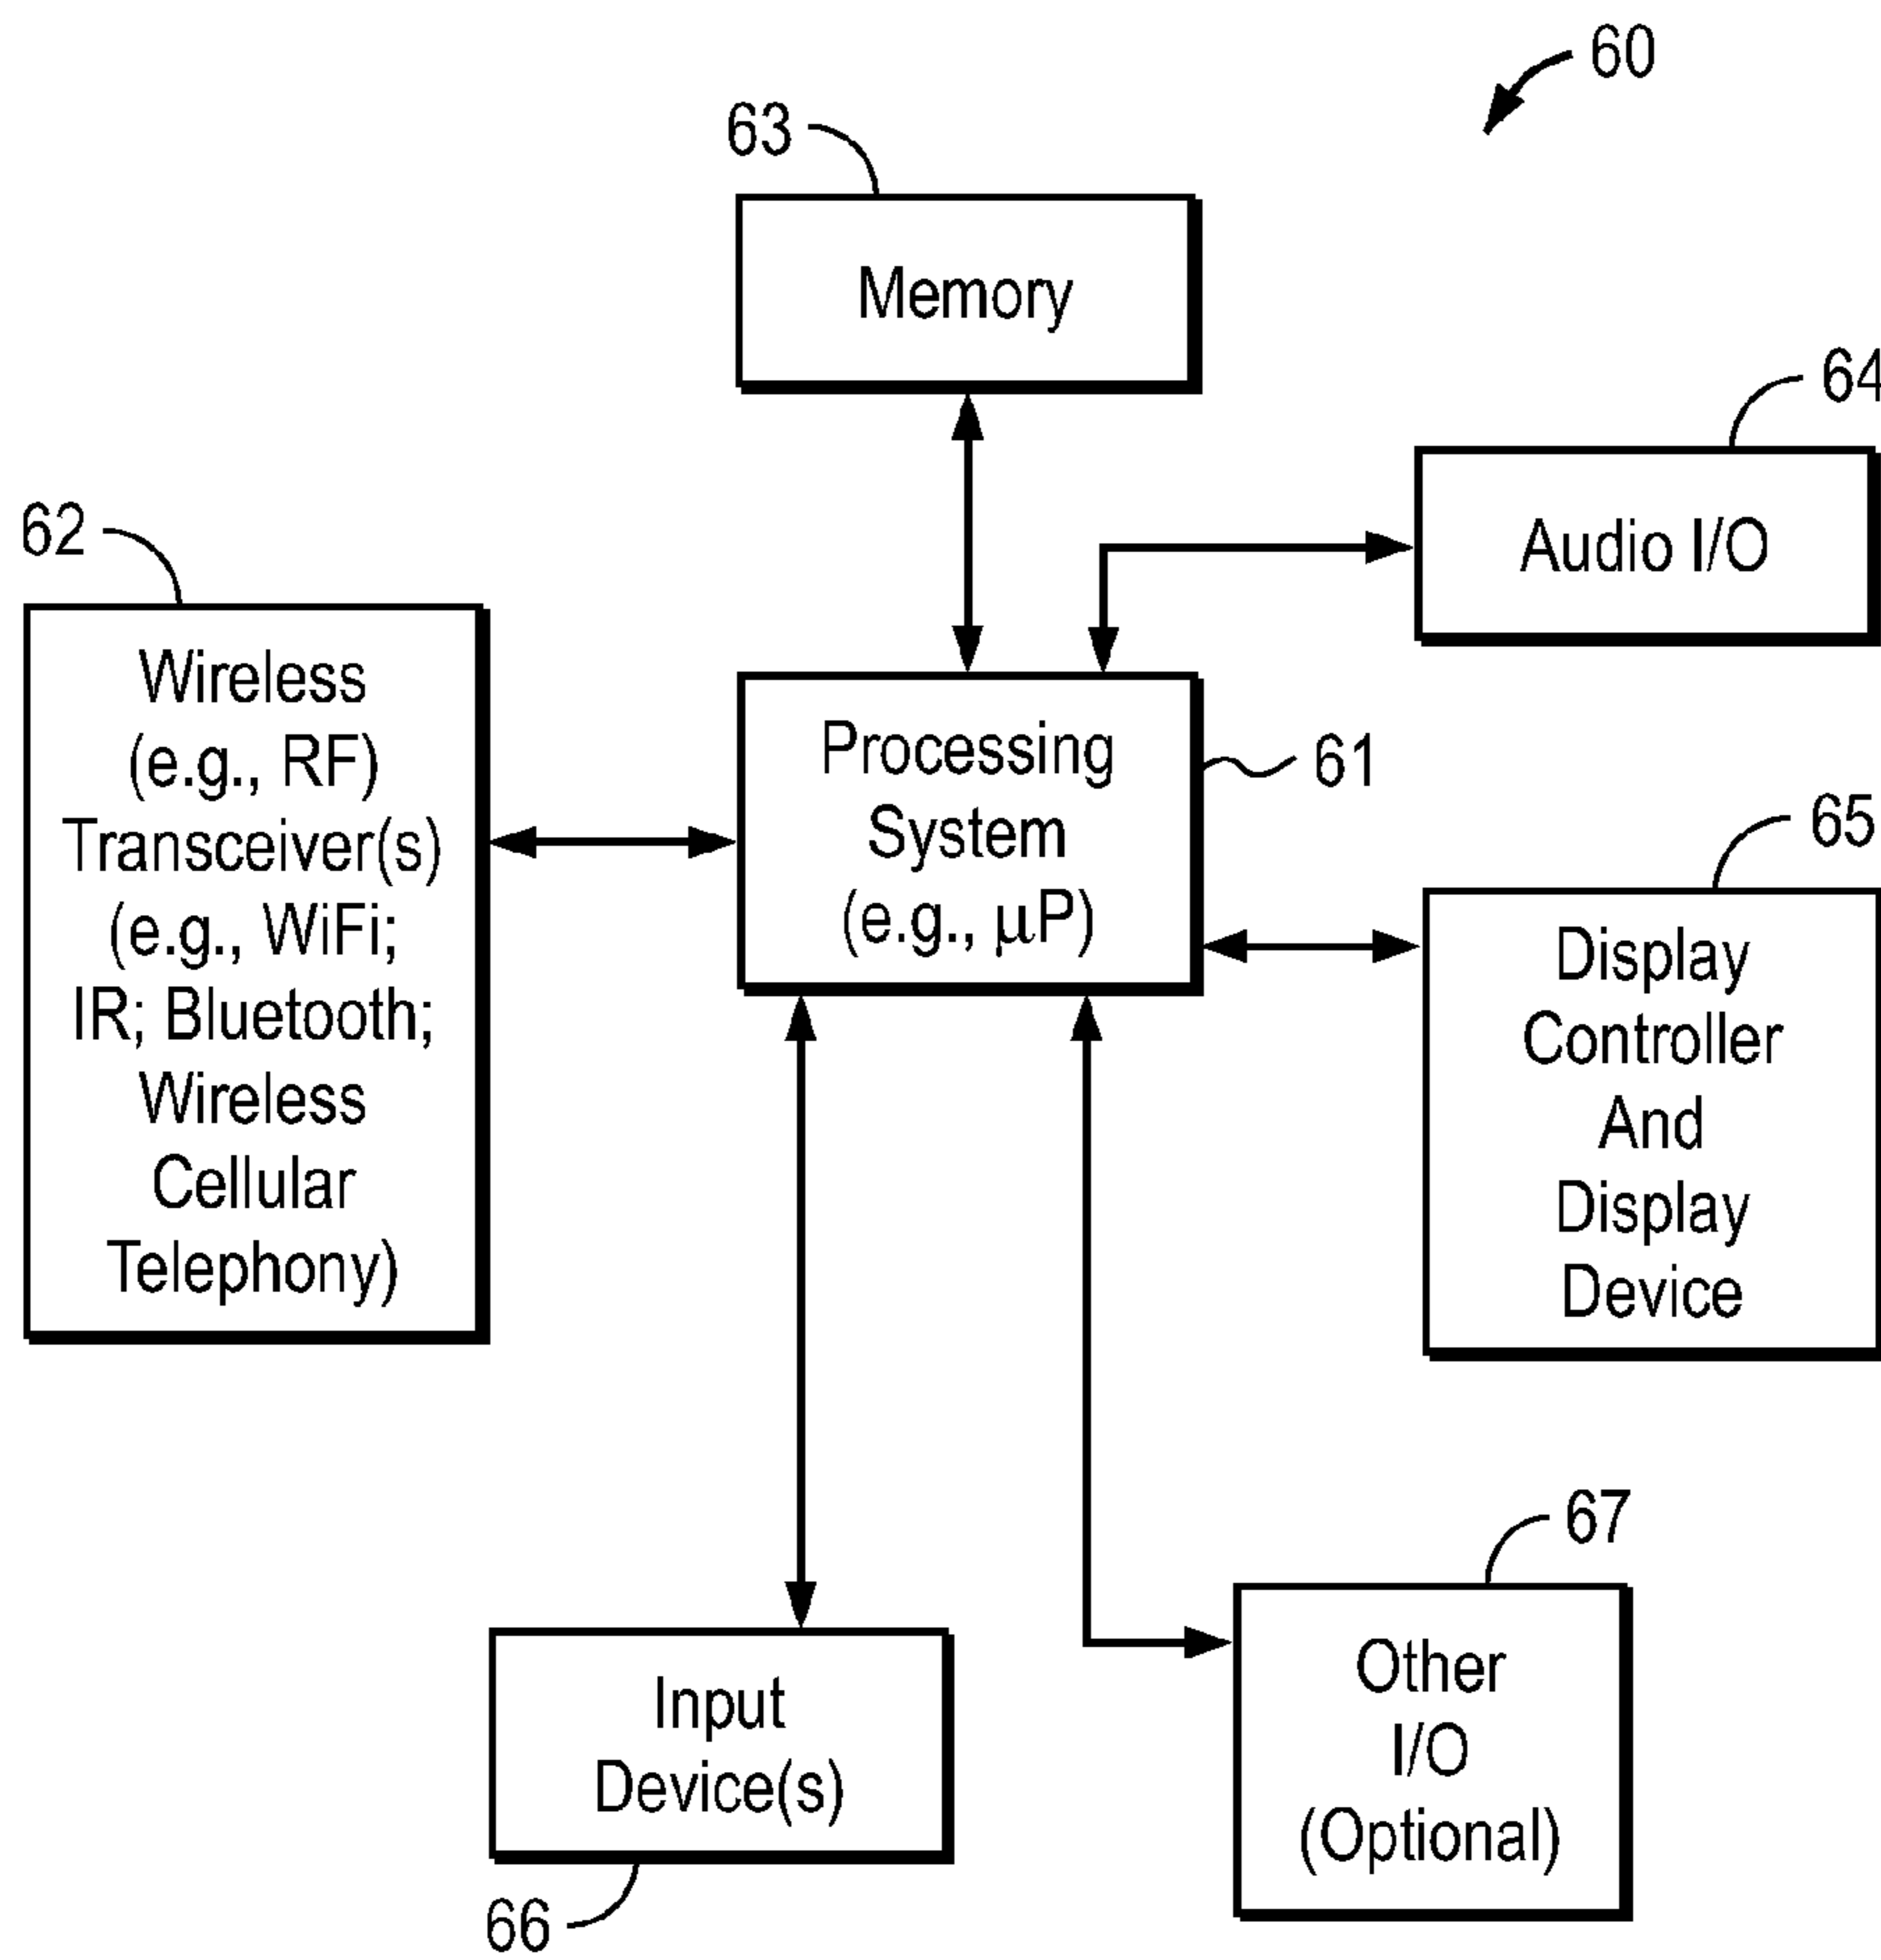 60
63
Memory
64
Audio I/O
62
Wireless
(e.g., RF)
Transceiver(s)
(e.g., WiFi;
IR; Bluetooth;
Wireless
Cellular
Telephony)
Processing
System
(e.g., μP)
61
65
Display
Controller
And
Display
Device
67
Other
I/O
(Optional)
Input
Device(s)
66